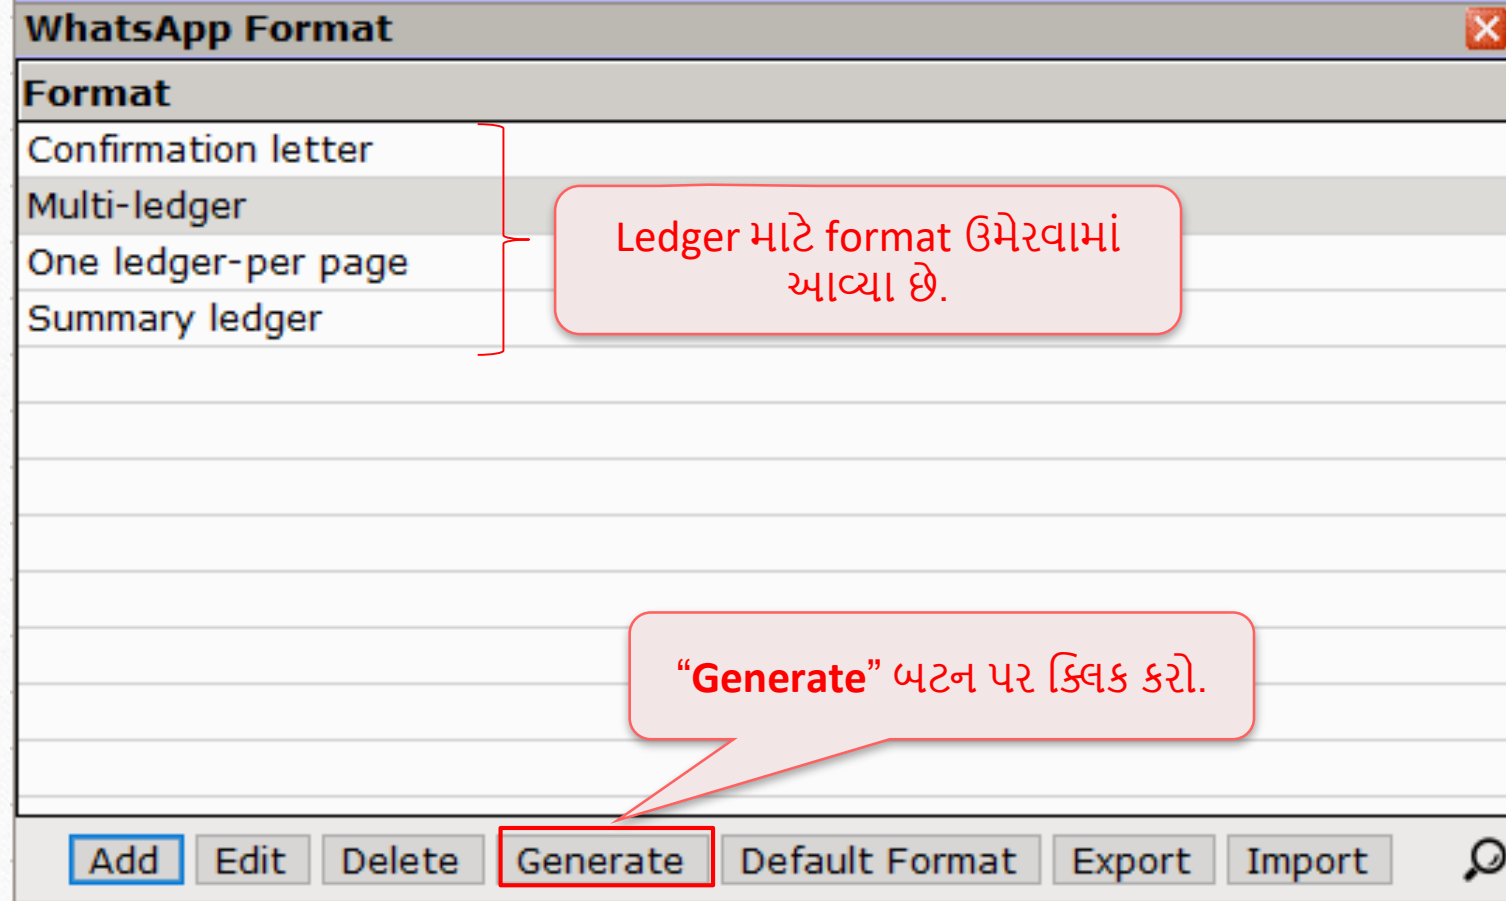 WhatsApp Format
Format
Confirmation letter
Multi-ledger
One ledger-per page
Summary ledger
Ledger માટે format ઉમેરવામાં
આવ્યા છે.
“Generate” બટન પર ક્લિક કરો.
Add Edit Delete Generate Default Format Export Import